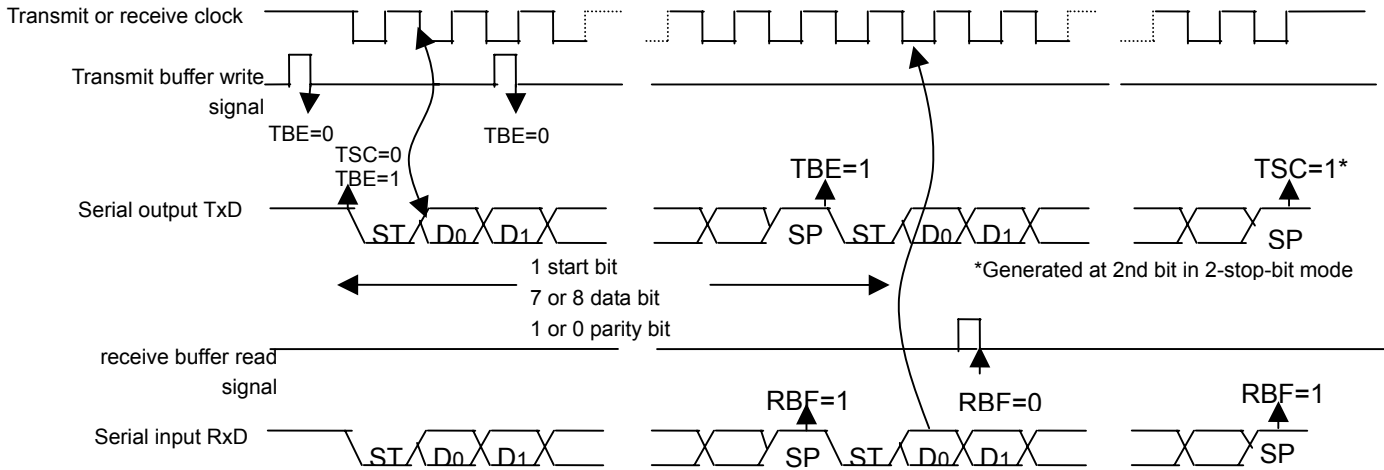 Transmit or receive clock
Transmit buffer write
signal
TBE=0
TBE=0
TSC=0
TBE=1
TBE=1
TSC=1*
Serial output TxD
ST D0 D1 SP ST D0 D1 SP
1 start bit
7 or 8 data bit
1 or 0 parity bit
*Generated at 2nd bit in 2-stop-bit mode
receive buffer read
signal
RBF=1
RBF=0
RBF=1
Serial input RxD
ST D0 D1 SP ST D0 D1 SP